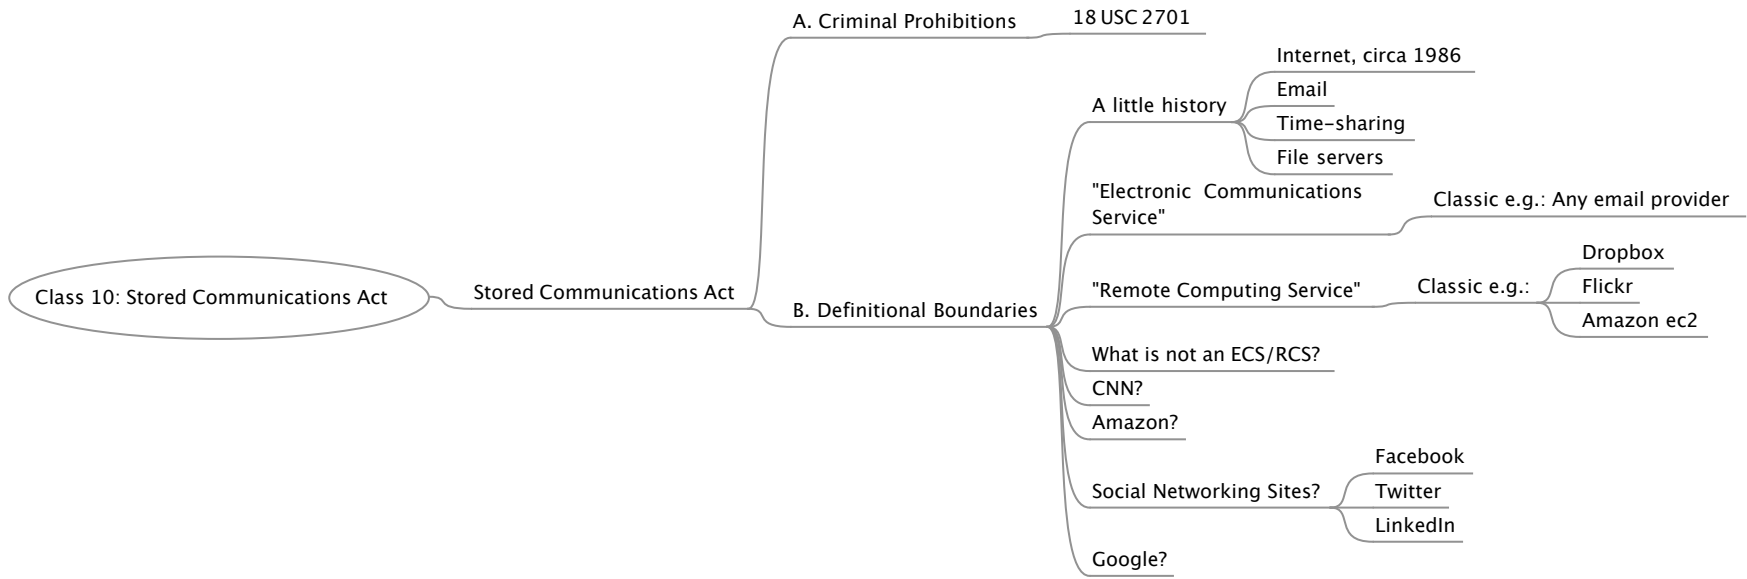 Class 10: Stored Communications Act
Stored Communications Act
A. Criminal Prohibitions
18 USC 2701
B. Definitional Boundaries
A little history
Internet, circa 1986
Email
Time-sharing
File servers
"Electronic Communications
Service"
Classic e.g.: Any email provider
"Remote Computing Service"
Classic e.g.:
Dropbox
Flickr
Amazon ec2
What is not an ECS/RCS?
CNN?
Amazon?
Social Networking Sites?
Facebook
Twitter
LinkedIn
Google?